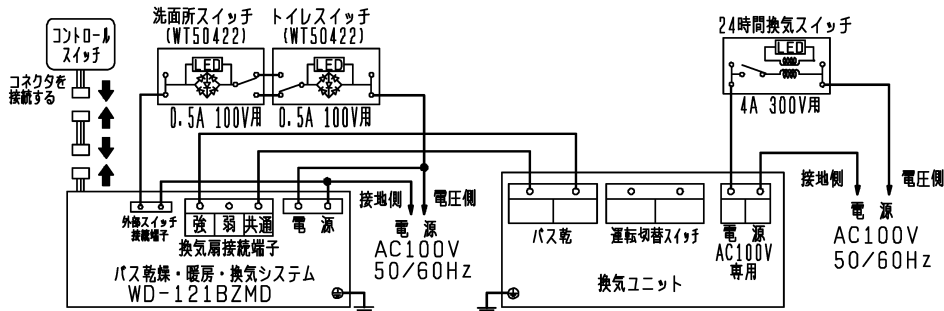 コントロール
スイッチ
コネクタを
接続する
洗面所スイッチ
(WT50422)
トイレスイッチ
(WT50422)
LED
LED
0.5A 100V用
0.5A 100V用
外部スイッチ
接続端子
強
弱
共通
換気扇接続端子
電 源
バス乾燥・暖房・換気システム
WD-121BZMD
接地側
電圧側
電 源
AC100V
50/60Hz
24時間換気スイッチ
LED
4A 300V用
バス乾
運転切替スイッチ
電 源
AC100V
専用
換気ユニット
接地側
電圧側
電 源
AC100V
50/60Hz